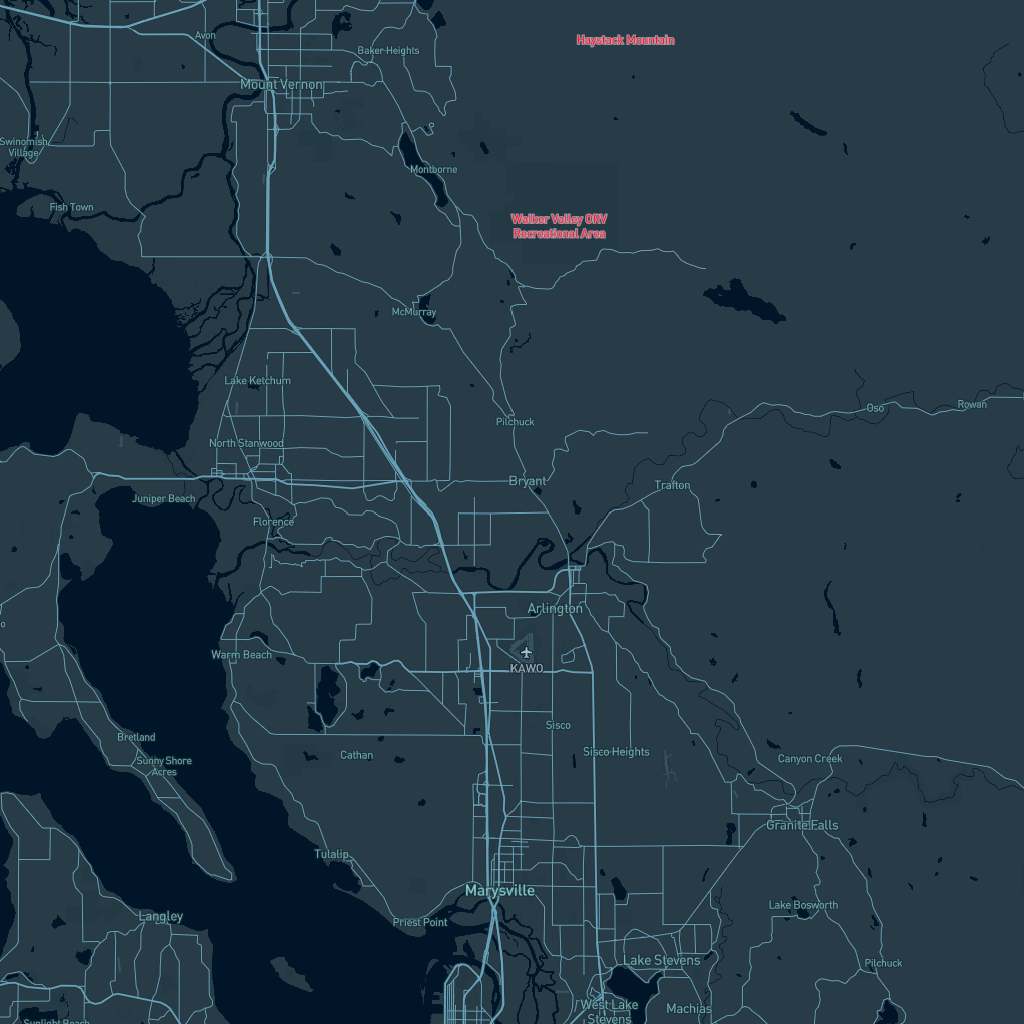 Haystack Mountain
Avon
Baker Heights
Mount Vernon
Swinomish
Village
Montborne
Fish Town
Walker Valley ORV
Recreational Area
McMurray
Lake Ketchum
Oso
Rowan
Pilchuck
North Stanwood
Bryant
Trafton
Juniper Beach
Florence
Arlington
Warm Beach
KAWO
Sisco
Bretland
Cathan
Sisco Heights
Sunny Shore
Acres
Canyon Creek
Granite Falls
Tulalip
Marysville
Lake Bosworth
Langley
Priest Point
Lake Stevens
Pilchuck
West Lake
Stevens
Machias
Sunlight Beach